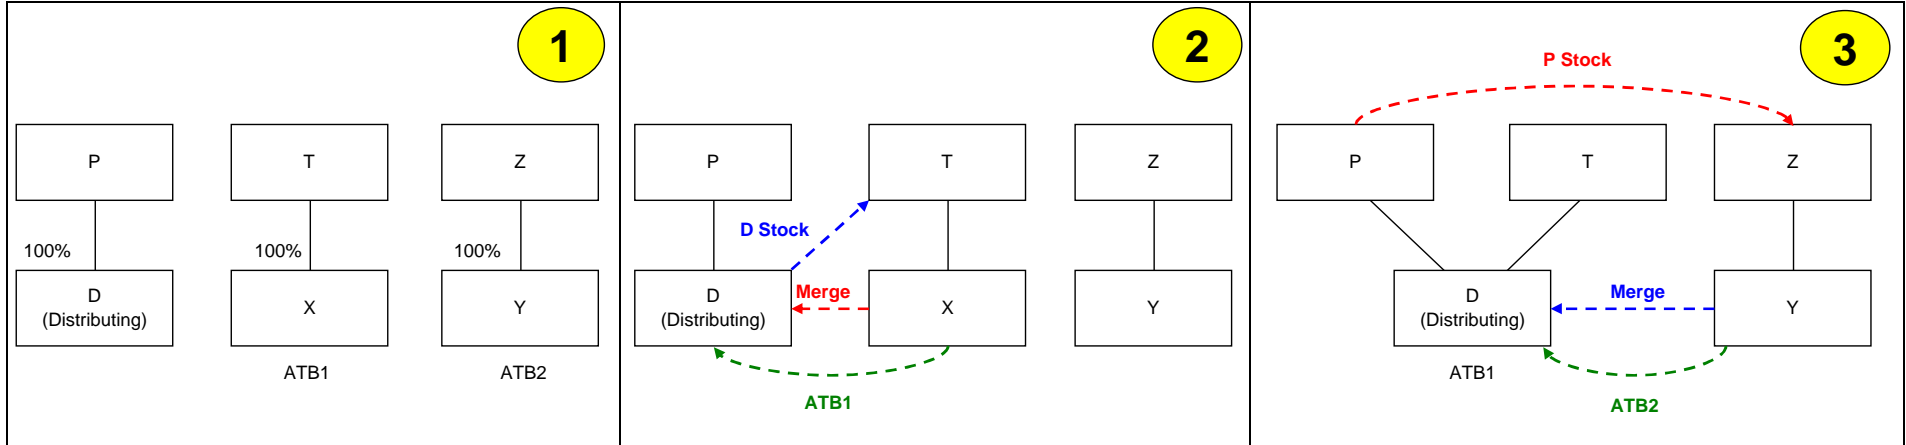 1
P
T
Z
100%
100%
100%
D
(Distributing)
X
Y
ATB1
ATB2
2
P
T
Z
D Stock
Merge
D
(Distributing)
X
Y
ATB1
3
P Stock
P
T
Z
D
(Distributing)
Merge
Y
ATB1
ATB2